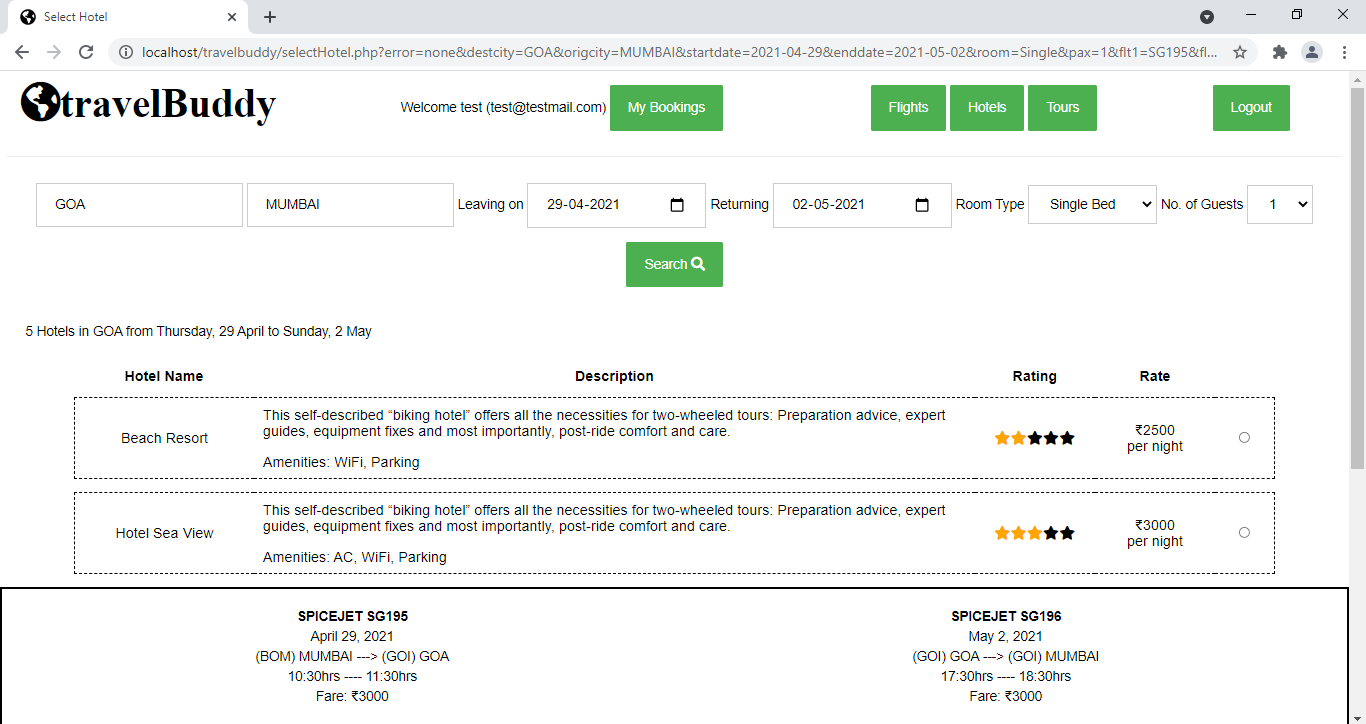 Select Hotel
localhost/travelbuddy/selectHotel.php?error=none&destcity=GOA&origcity=MUMBAI&startdate=2021-04-29&enddate=2021-05-02&room=Single&pax=1&flt1=SG195&fl...
travelBuddy
Welcome test (test@testmail.com) My Bookings Flights Hotels Tours Logout
GOA MUMBAI Leaving on 29-04-2021 Returning 02-05-2021 Room Type Single Bed No. of Guests 1
Search
5 Hotels in GOA from Thursday, 29 April to Sunday, 2 May
Hotel Name Description Rating Rate
This self-described “biking hotel” offers all the necessities for two-wheeled tours: Preparation advice, expert
guides, equipment fixes and most importantly, post-ride comfort and care.
Beach Resort
₹2500
per night
Amenities: WiFi, Parking
This self-described “biking hotel” offers all the necessities for two-wheeled tours: Preparation advice, expert
guides, equipment fixes and most importantly, post-ride comfort and care.
Hotel Sea View
₹3000
per night
Amenities: AC, WiFi, Parking
SPICEJET SG195
April 29, 2021
(BOM) MUMBAI ---> (GOI) GOA
10:30hrs ---- 11:30hrs
Fare: ₹3000
SPICEJET SG196
May 2, 2021
(GOI) GOA ---> (GOI) MUMBAI
17:30hrs ---- 18:30hrs
Fare: ₹3000